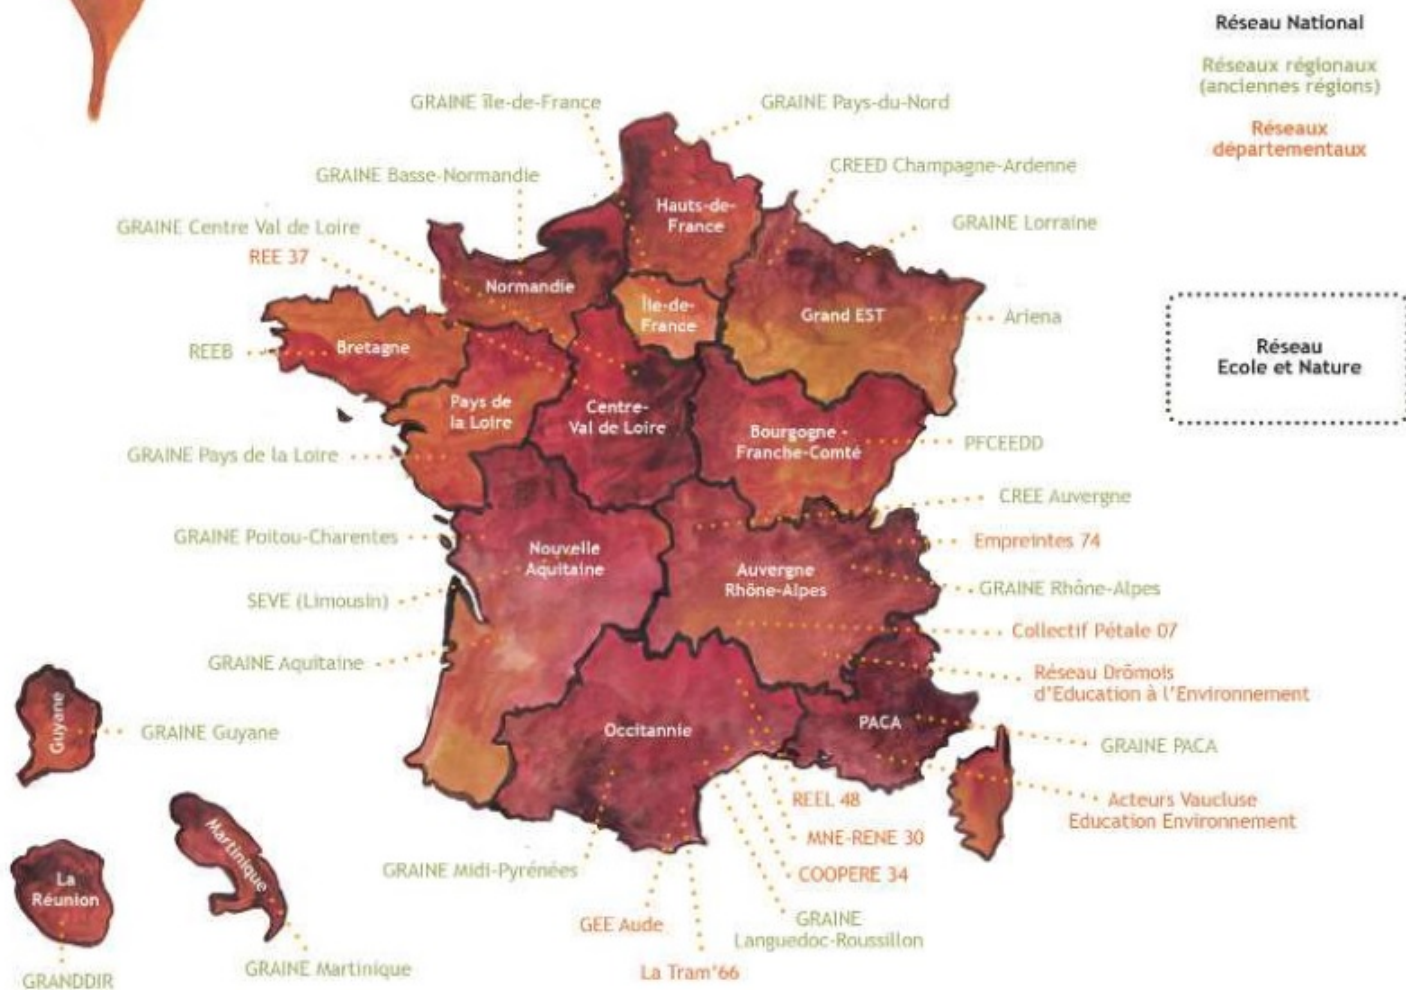 Réseau National
Réseaux régionaux
(anciennes régions)
Réseaux
départementaux
GRAINE Île-de-France
GRAINE Pays-du-Nord
GRAINE Basse-Normandie
CREED Champagne-Ardenne
GRAINE Centre Val de Loire
GRAINE Lorraine
REE 37
Hauts-de-
France
Normandie
Île-de-
France
Grand EST
Ariena
Réseau
Ecole et Nature
REEB
Bretagne
Pays de
la Loire
Centre-
Val de Loire
Bourgogne -
Franche-Comté
PFCEEDD
GRAINE Pays de la Loire
CREE Auvergne
GRAINE Poitou-Charentes
Empreintes 74
Nouvelle
Aquitaine
Auvergne
Rhône-Alpes
GRAINE Rhône-Alpes
SEVE (Limousin)
Collectif Pétale 07
GRAINE Aquitaine
Réseau Drômois
d'Education à l'Environnement
Guyane
GRAINE Guyane
Occitannie
PACA
GRAINE PACA
REEL 48
Acteurs Vaucluse
Education Environnement
MNE-RENE 30
Martinique
GRAINE Midi-Pyrénées
COOPERE 34
La
Réunion
GEE Aude
GRAINE
Languedoc-Roussillon
GRAINE Martinique
La Tram'66
GRANDDIR